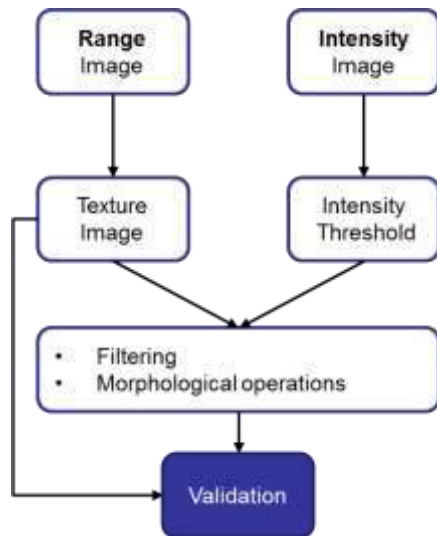 Range
Image
Intensity
Image
Texture
Image
Intensity
Threshold
• Filtering
• Morphological operations
Validation